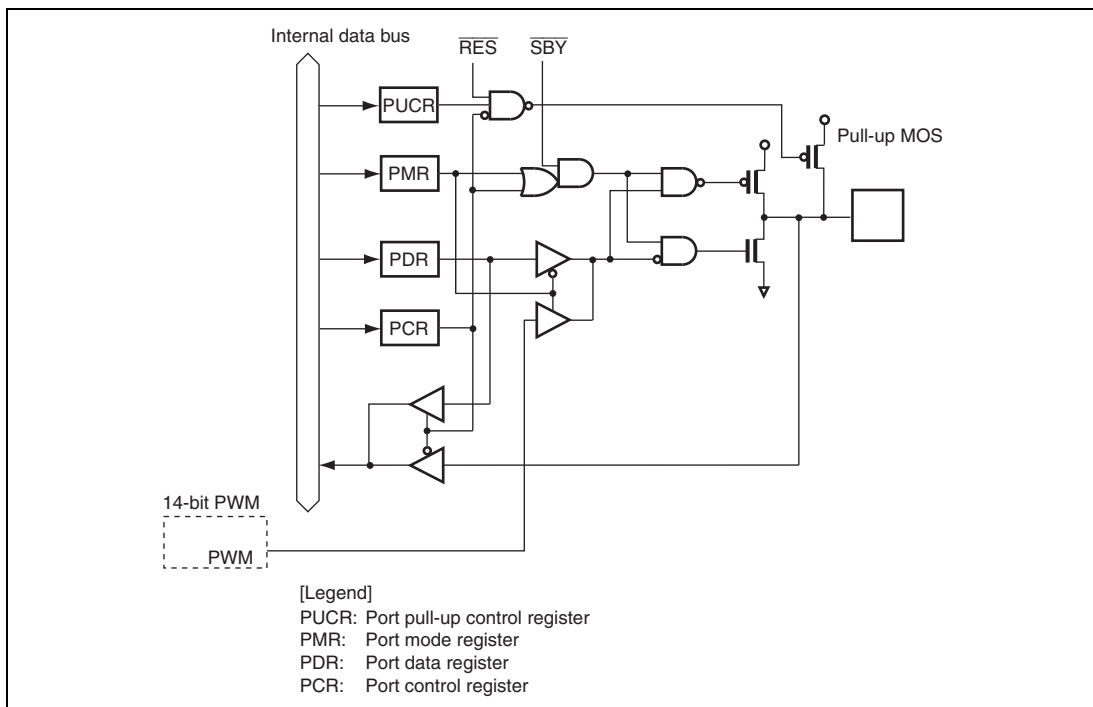 Internal data bus
RES
SBY
PUCR
Pull-up MOS
PMR
PDR
PCR
14-bit PWM
PWM
[Legend]
PUCR: Port pull-up control register
PMR: Port mode register
PDR: Port data register
PCR: Port control register